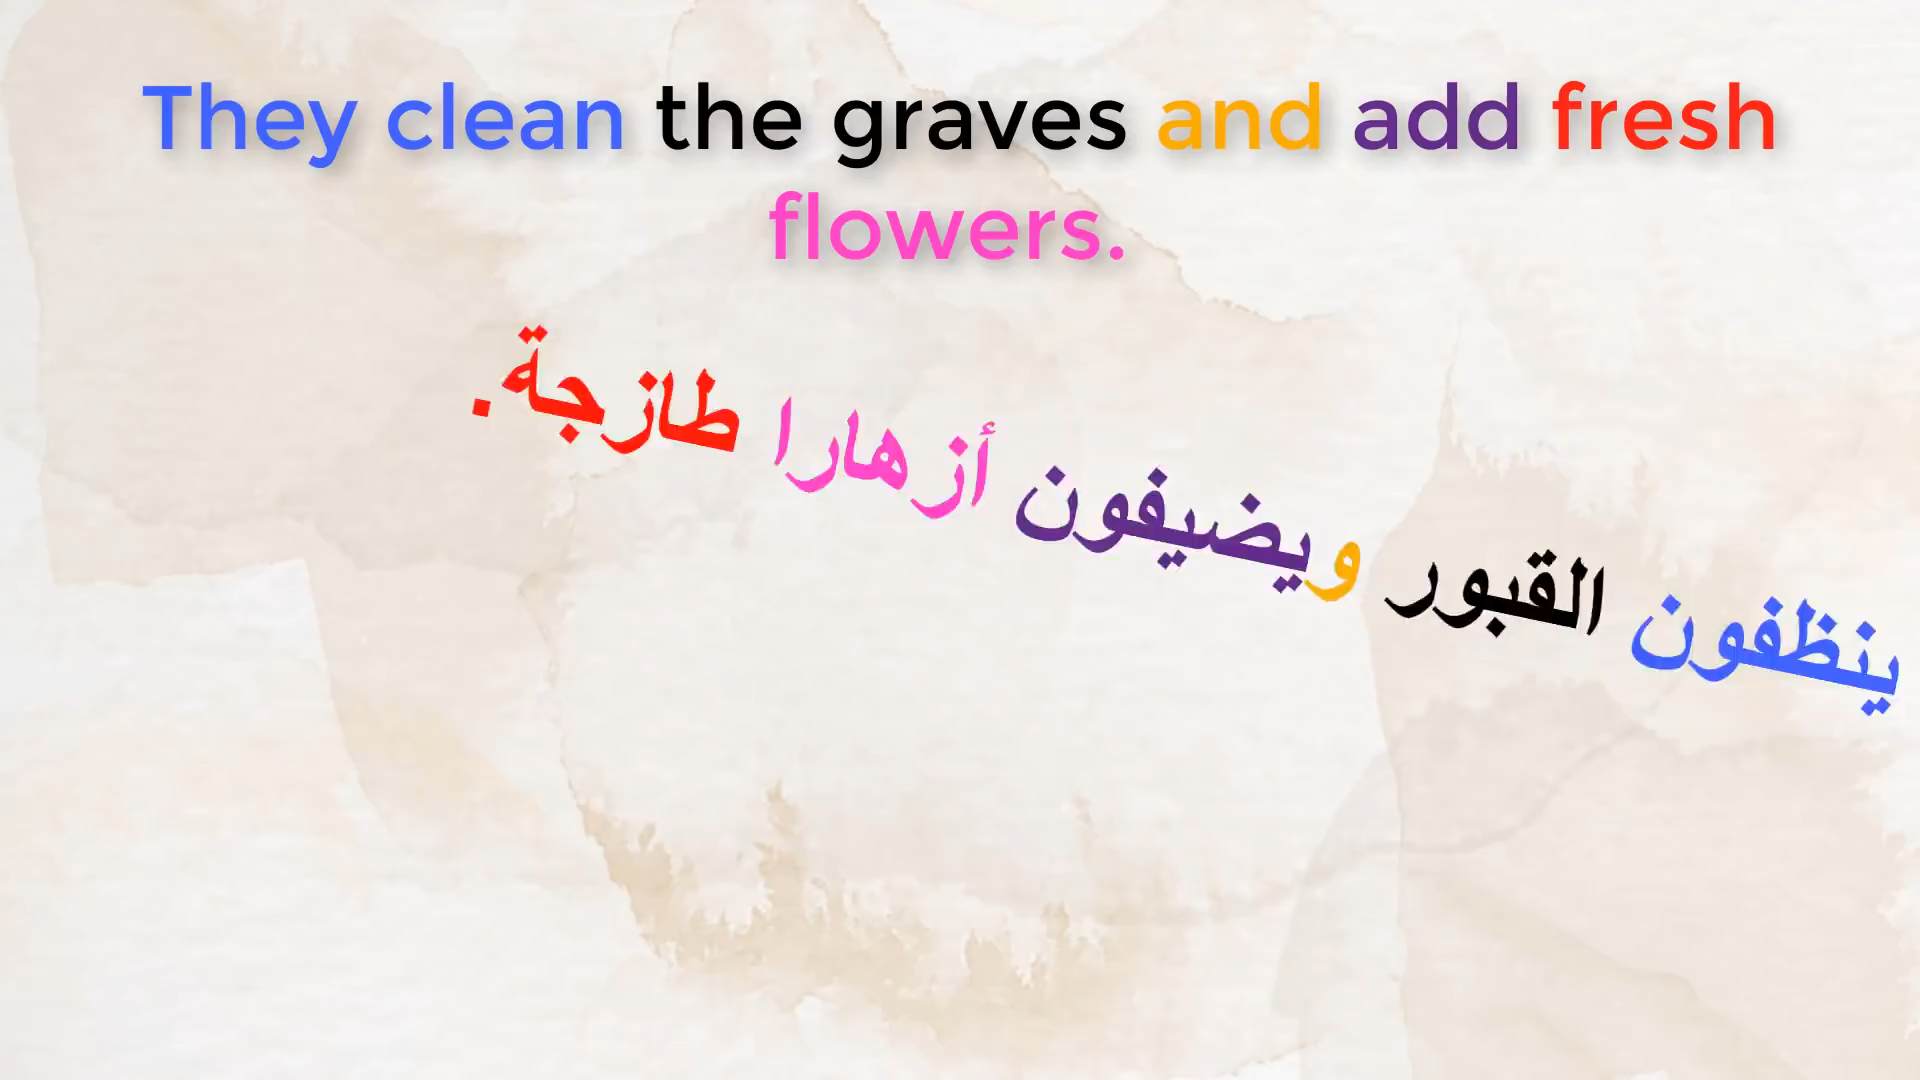 They clean the graves and add fresh
flowers.
ينظفون القبور ويضيفون أزهارا طازجة.